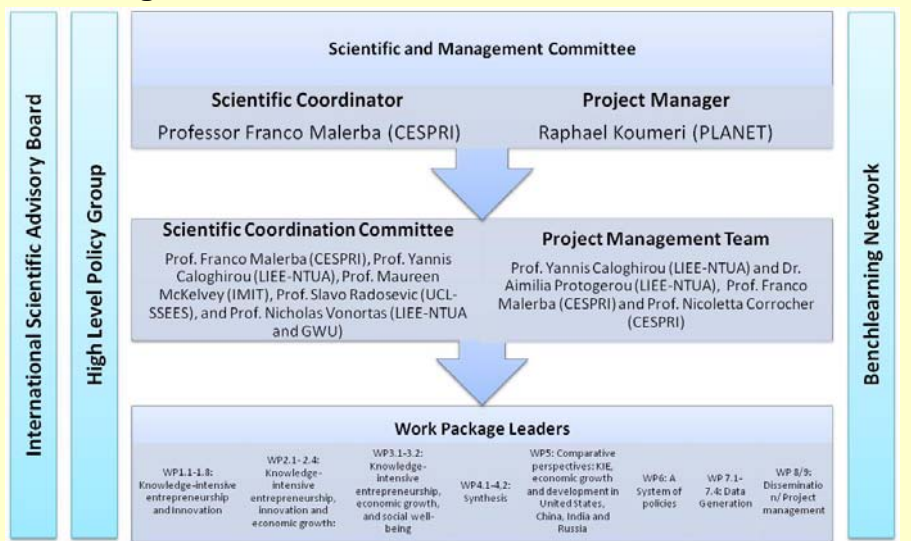 International Scientific Advisory Board
High Level Policy Group
Scientific and Management Committee
Scientific Coordinator
Professor Franco Malerba (CESPRI)
Project Manager
Raphael Koumeri (PLANET)
Scientific Coordination Committee
Prof. Franco Malerba (CESPRI), Prof. Yannis
Caloghirou (LIEE-NTUA), Prof. Maureen
McKelvey (IMIT), Prof. Slavo Radosevic (UCL-
SSEES), and Prof. Nicholas Vonortas (LIEE-NTUA
and GWU)
Project Management Team
Prof. Yannis Caloghirou (LIEE-NTUA) and Dr.
Aimilia Protogerou (LIEE-NTUA), Prof. Franco
Malerba (CESPRI) and Prof. Nicoletta Corrocher
(CESPRI)
Work Package Leaders
WP1.1-1.8:
Knowledge-intensive
entrepreneurship
and Innovation
WP2.1- 2.4:
Knowledge-
intensive
entrepreneurship,
innovation and
economic growth:
WP3.1-3.2:
Knowledge-
intensive
entrepreneurship,
economic growth,
and social well-
being
WP4.1-4,2:
Synthesis
WP5: Comparative
perspectives: KIE,
economic growth
and development in
United States,
China, India and
Russia
WP6: A
System of
policies
WP 7.1-
7.4: Data
Generation
WP 8/9:
Disseminatio
n/ Project
management
Benchlearning Network